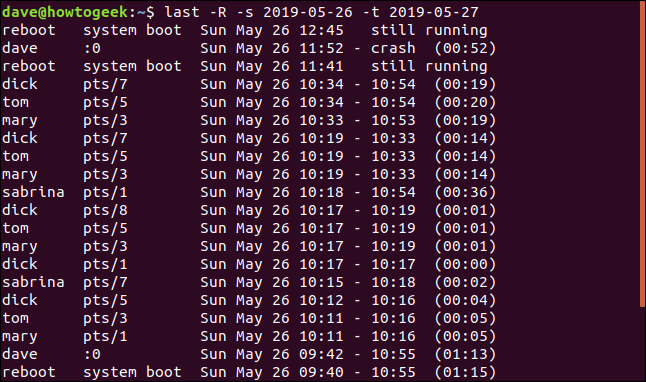 dave@howtogeek:~$ last -R -s 2019-05-26 -t 2019-05-27
reboot   system boot  Sun May 26 12:45   still running
dave     :0           Sun May 26 11:52 - crash  (00:52)
reboot   system boot  Sun May 26 11:41   still running
dick     pts/7        Sun May 26 10:34 - 10:54  (00:19)
tom      pts/5        Sun May 26 10:34 - 10:54  (00:20)
mary     pts/3        Sun May 26 10:33 - 10:53  (00:19)
dick     pts/7        Sun May 26 10:19 - 10:33  (00:14)
tom      pts/5        Sun May 26 10:19 - 10:33  (00:14)
mary     pts/3        Sun May 26 10:19 - 10:33  (00:14)
sabrina  pts/1        Sun May 26 10:18 - 10:54  (00:36)
dick     pts/8        Sun May 26 10:17 - 10:19  (00:01)
tom      pts/5        Sun May 26 10:17 - 10:19  (00:01)
mary     pts/3        Sun May 26 10:17 - 10:19  (00:01)
dick     pts/1        Sun May 26 10:17 - 10:17  (00:00)
sabrina  pts/7        Sun May 26 10:15 - 10:18  (00:02)
dick     pts/5        Sun May 26 10:12 - 10:16  (00:04)
tom      pts/3        Sun May 26 10:11 - 10:16  (00:05)
mary     pts/1        Sun May 26 10:11 - 10:16  (00:05)
dave     :0           Sun May 26 09:42 - 10:55  (01:13)
reboot   system boot  Sun May 26 09:40 - 10:55  (01:15)